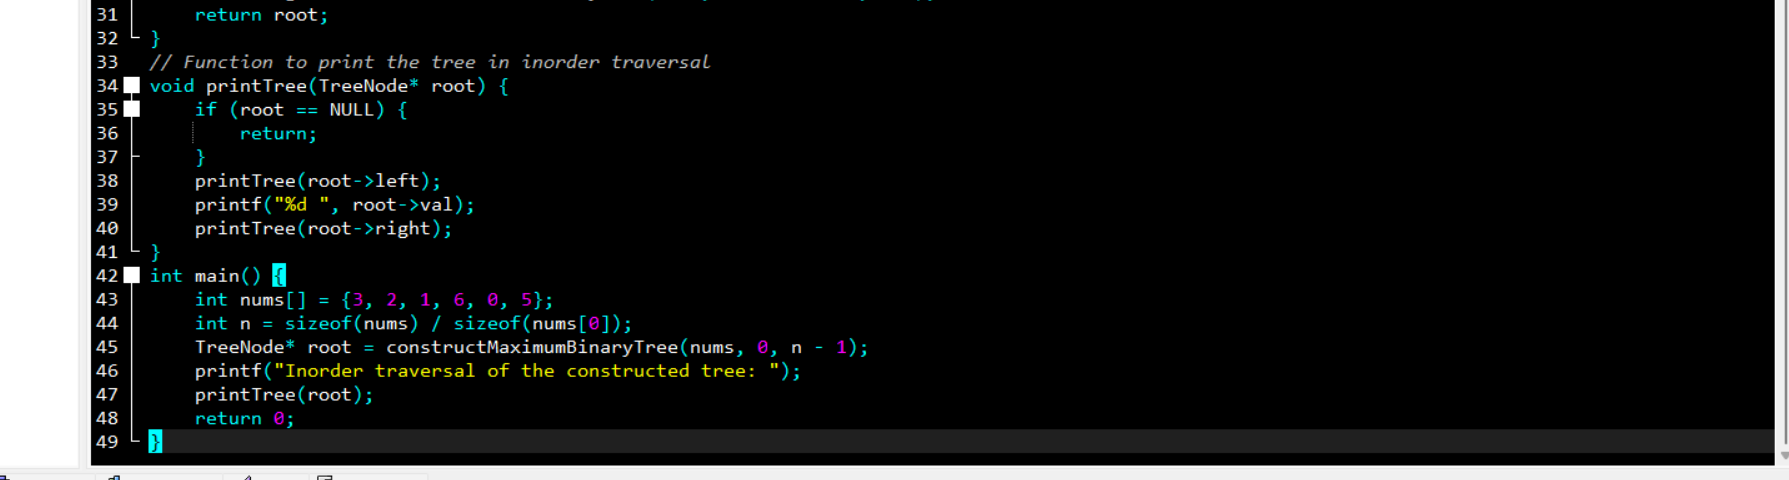 31 return root;
32 }
33 // Function to print the tree in inorder traversal
34 void printTree(TreeNode* root) {
35 if (root == NULL) {
36 return;
37 }
38 printTree(root->left);
39 printf("%d ", root->val);
40 printTree(root->right);
41 }
42 int main() {
43 int nums[] = {3, 2, 1, 6, 0, 5};
44 int n = sizeof(nums) / sizeof(nums[0]);
45 TreeNode* root = constructMaximumBinaryTree(nums, 0, n - 1);
46 printf("Inorder traversal of the constructed tree: ");
47 printTree(root);
48 return 0;
49 }